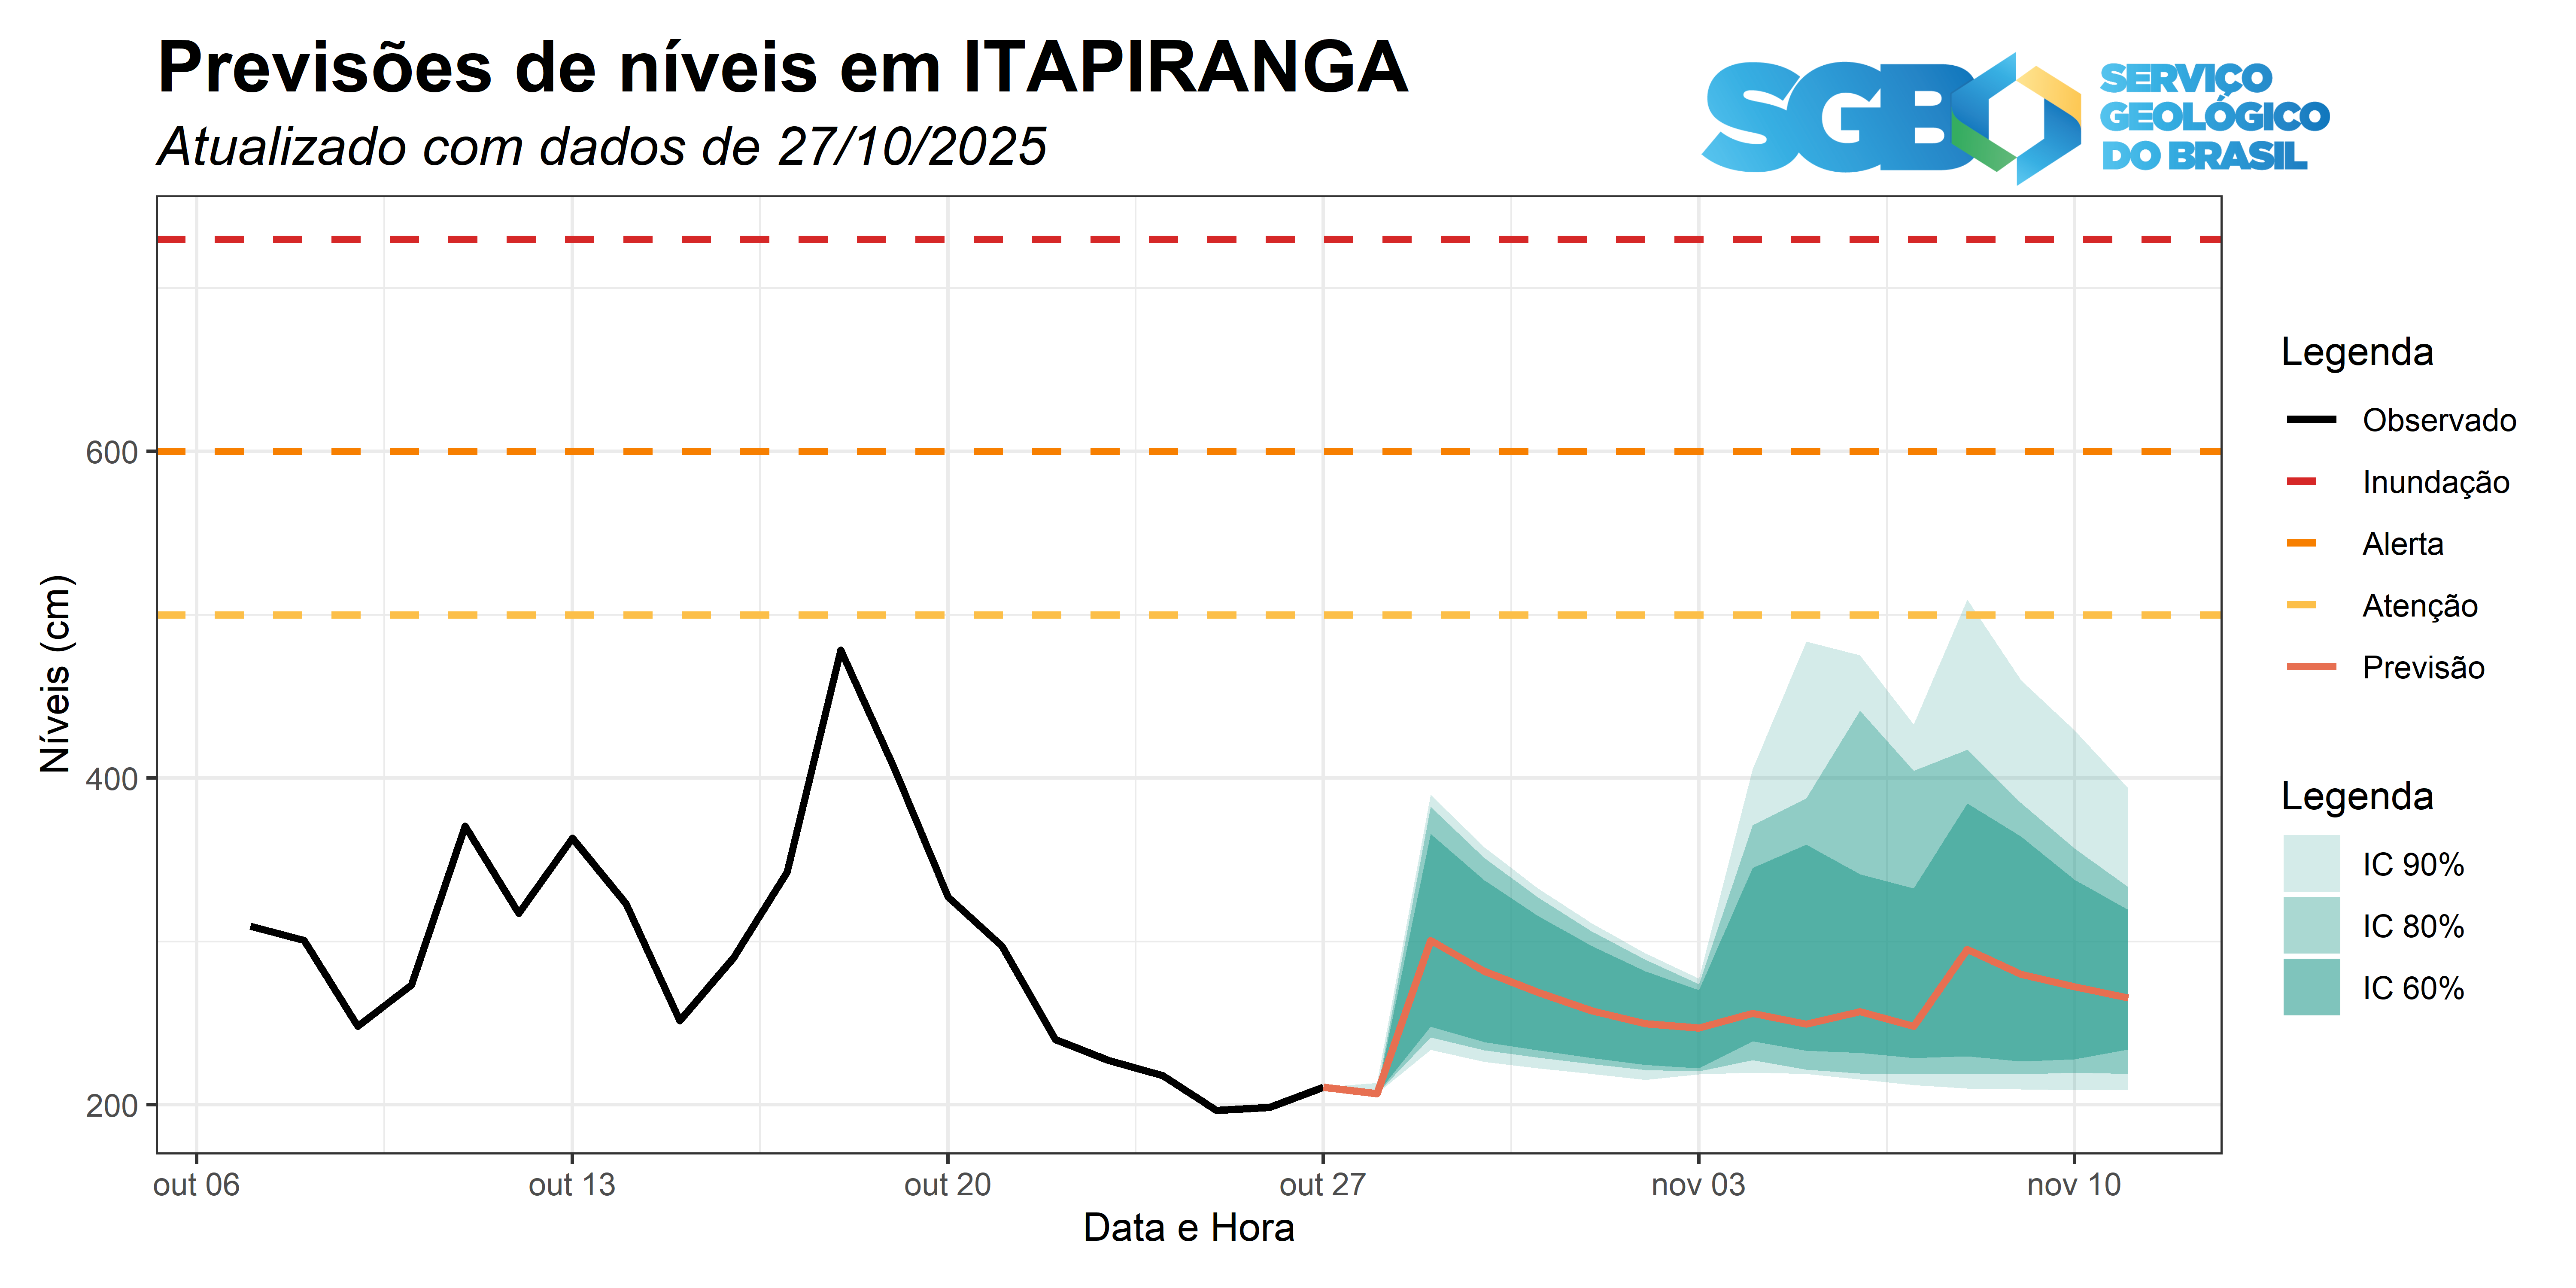 Previsões de níveis em ITAPIRANGA
Atualizado com dados de 27/10/2025
SGB
SERVIÇO
GEOLÓGICO
DO BRASIL
Níveis (cm)
600
400
200
out 06
out 13
out 20
out 27
nov 03
nov 10
Data e Hora
Legenda
Observado
Inundação
Alerta
Atenção
Previsão
Legenda
IC 90%
IC 80%
IC 60%